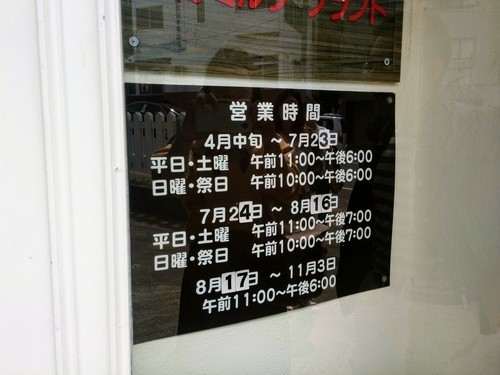 営業時間
4月中旬 ～ 7月23日
平日・土曜 午前11:00～午後6:00
日曜・祭日 午前10:00～午後6:00
7月24日 ～ 8月16日
平日・土曜 午前11:00～午後7:00
日曜・祭日 午前10:00～午後7:00
8月17日 ～ 11月3日
午前11:00～午後6:00